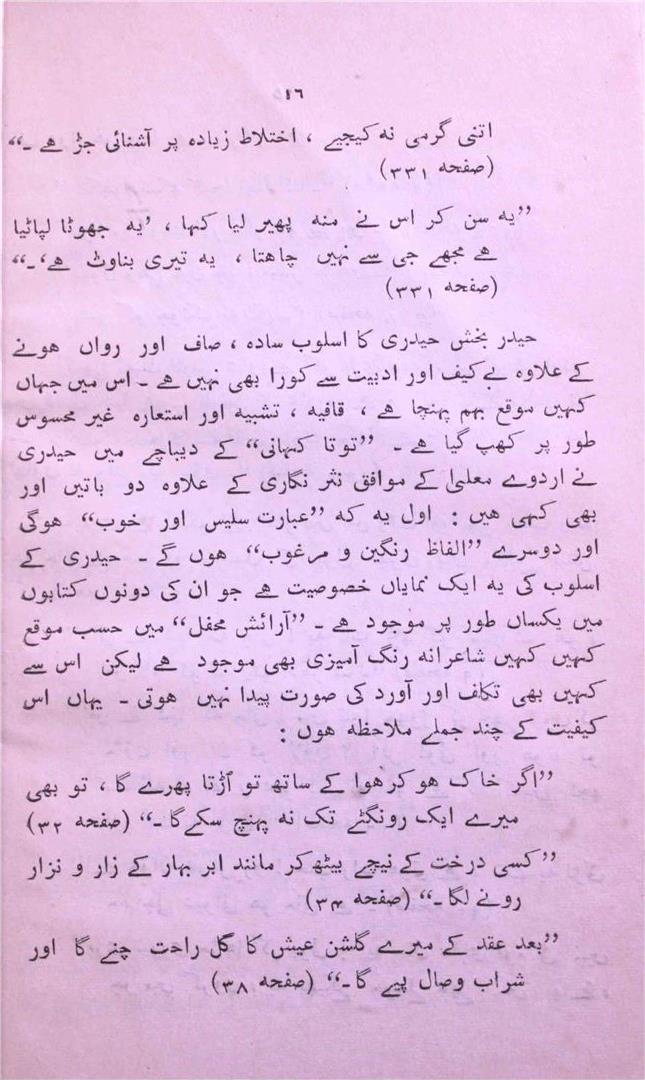 ۱۶
اتنی گرمی نہ کیجیے ، اختلاط زیادہ پر آشنائی جڑ ہے ۔“
(صفحہ ۳۳۱)
”یہ سن کر اس نے منہ پھیر لیا کہا ، ’یہ جھوٹا لپاٹیا
ہے مجھے جی سے نہیں چاہتا ، یہ تیری بناوٹ ہے‘ ۔“
(صفحہ ۳۳۱)
حیدر بخش حیدری کا اسلوب سادہ ، صاف اور رواں ہونے
کے علاوہ بے کیف اور ادبیت سے کورا بھی نہیں ہے ۔ اس میں جہاں
کہیں موقع بہم پہنچا ہے ، قافیہ ، تشبیہ اور استعارہ غیر محسوس
طور پر کھپ گیا ہے ۔ ”توتا کہانی“ کے دیباچے میں حیدری
نے اردوے معلیٰ کے موافق نثر نگاری کے علاوہ دو باتیں اور
بھی کہی ہیں : اول یہ کہ ”عبارت سلیس اور خوب“ ہوگی
اور دوسرے ”الفاظ رنگین و مرغوب“ ہوں گے ۔ حیدری کے
اسلوب کی یہ ایک نمایاں خصوصیت ہے جو ان کی دونوں کتابوں
میں یکساں طور پر موجود ہے ۔ ”آرائش محفل“ میں حسب موقع
کہیں کہیں شاعرانہ رنگ آمیزی بھی موجود ہے لیکن اس سے
کہیں بھی تکلف اور آورد کی صورت پیدا نہیں ہوتی ۔ یہاں اس
کیفیت کے چند جملے ملاحظہ ہوں :
”اگر خاک ہو کر ہوا کے ساتھ تو اڑتا پھرے گا ، تو بھی
میرے ایک رونگٹے تک نہ پہنچ سکے گا ۔“ (صفحہ ۳۲)
”کسی درخت کے نیچے بیٹھ کر مانند ابر بہار کے زار و نزار
رونے لگا ۔“ (صفحہ ۳۴)
”بعد عقد کے میرے گلشن عیش کا گل راحت چنے گا اور
شراب وصال پیے گا ۔“ (صفحہ ۳۸)